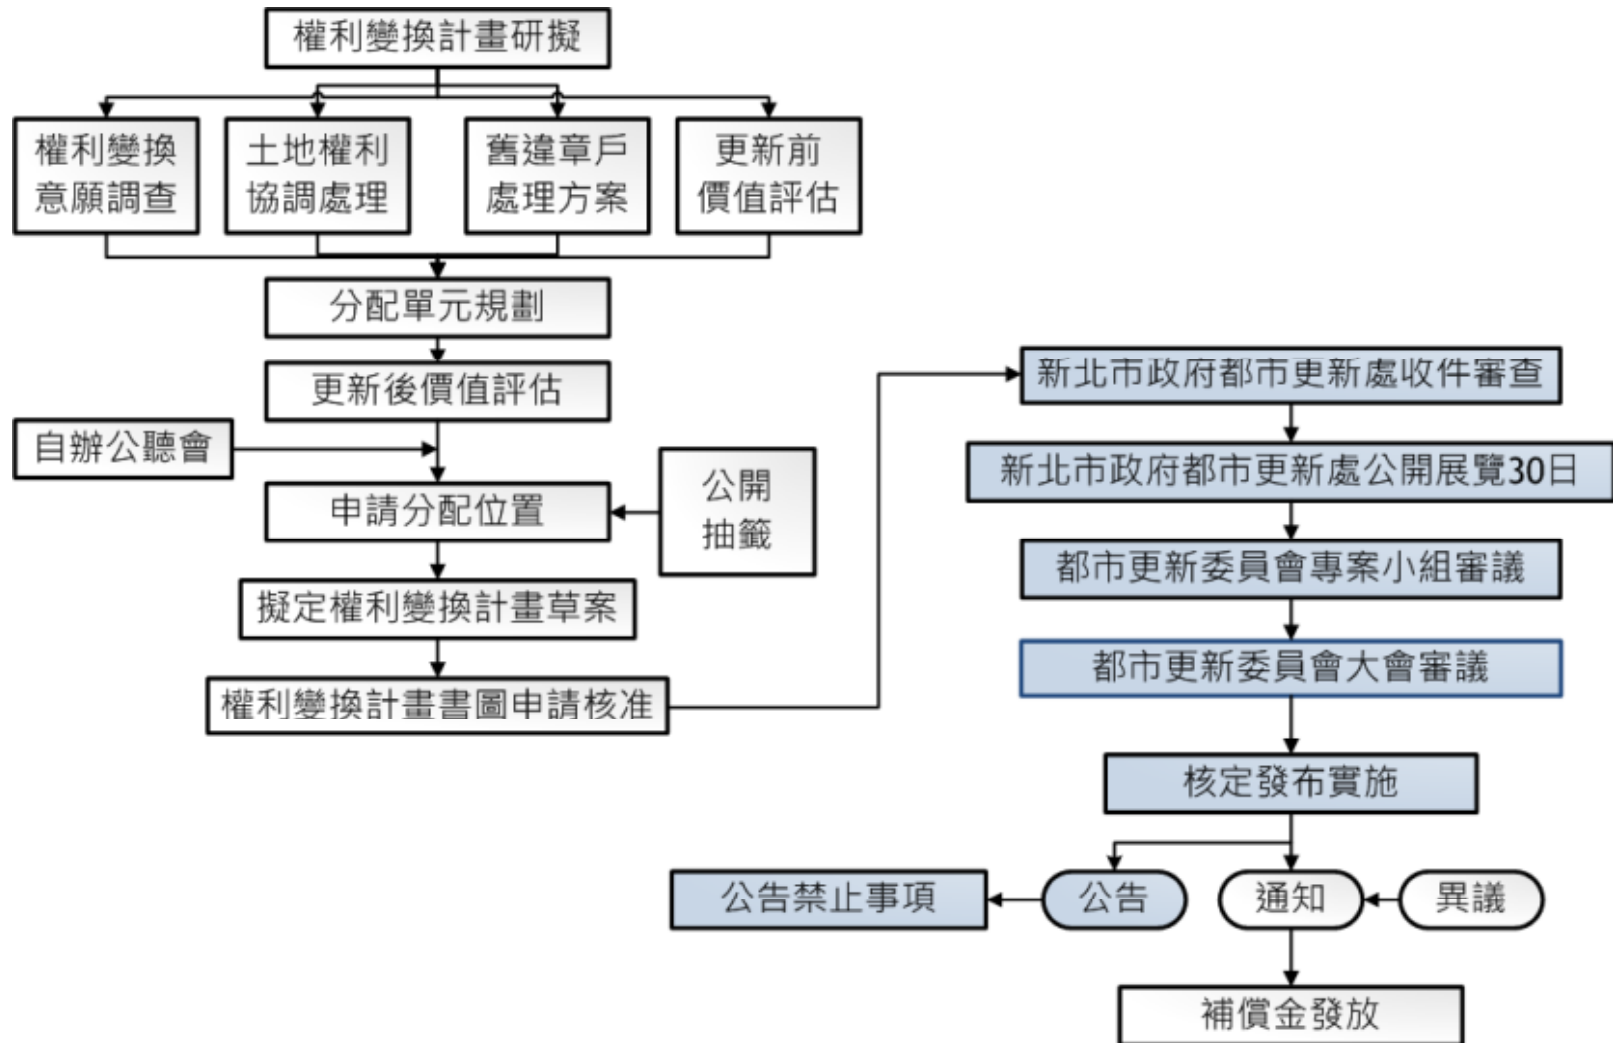 權利變換計畫研擬
權利變換
意願調查
土地權利
協調處理
舊違章戶
處理方案
更新前
價值評估
分配單元規劃
更新後價值評估
自辦公聽會
申請分配位置
公開
抽籤
擬定權利變換計畫草案
權利變換計畫書圖申請核准
新北市政府都市更新處收件審查
新北市政府都市更新處公開展覽30日
都市更新委員會專案小組審議
都市更新委員會大會審議
核定發布實施
公告禁止事項
公告
通知
異議
補償金發放